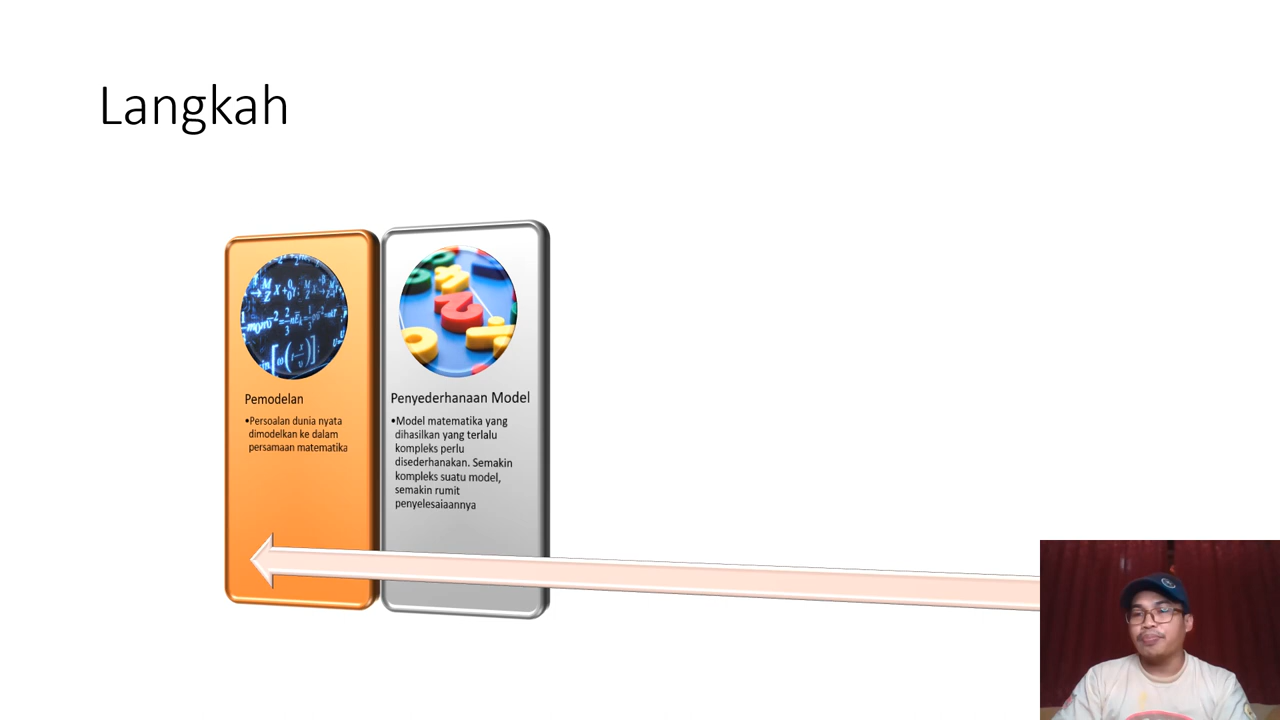 Langkah
Pemodelan
•Persoalan dunia nyata
dimodelkan ke dalam
persamaan matematika
Penyederhanaan Model
•Model matematika yang
dihasilkan yang terlalu
kompleks perlu
disederhanakan. Semakin
kompleks suatu model,
semakin rumit
penyelesaiaannya